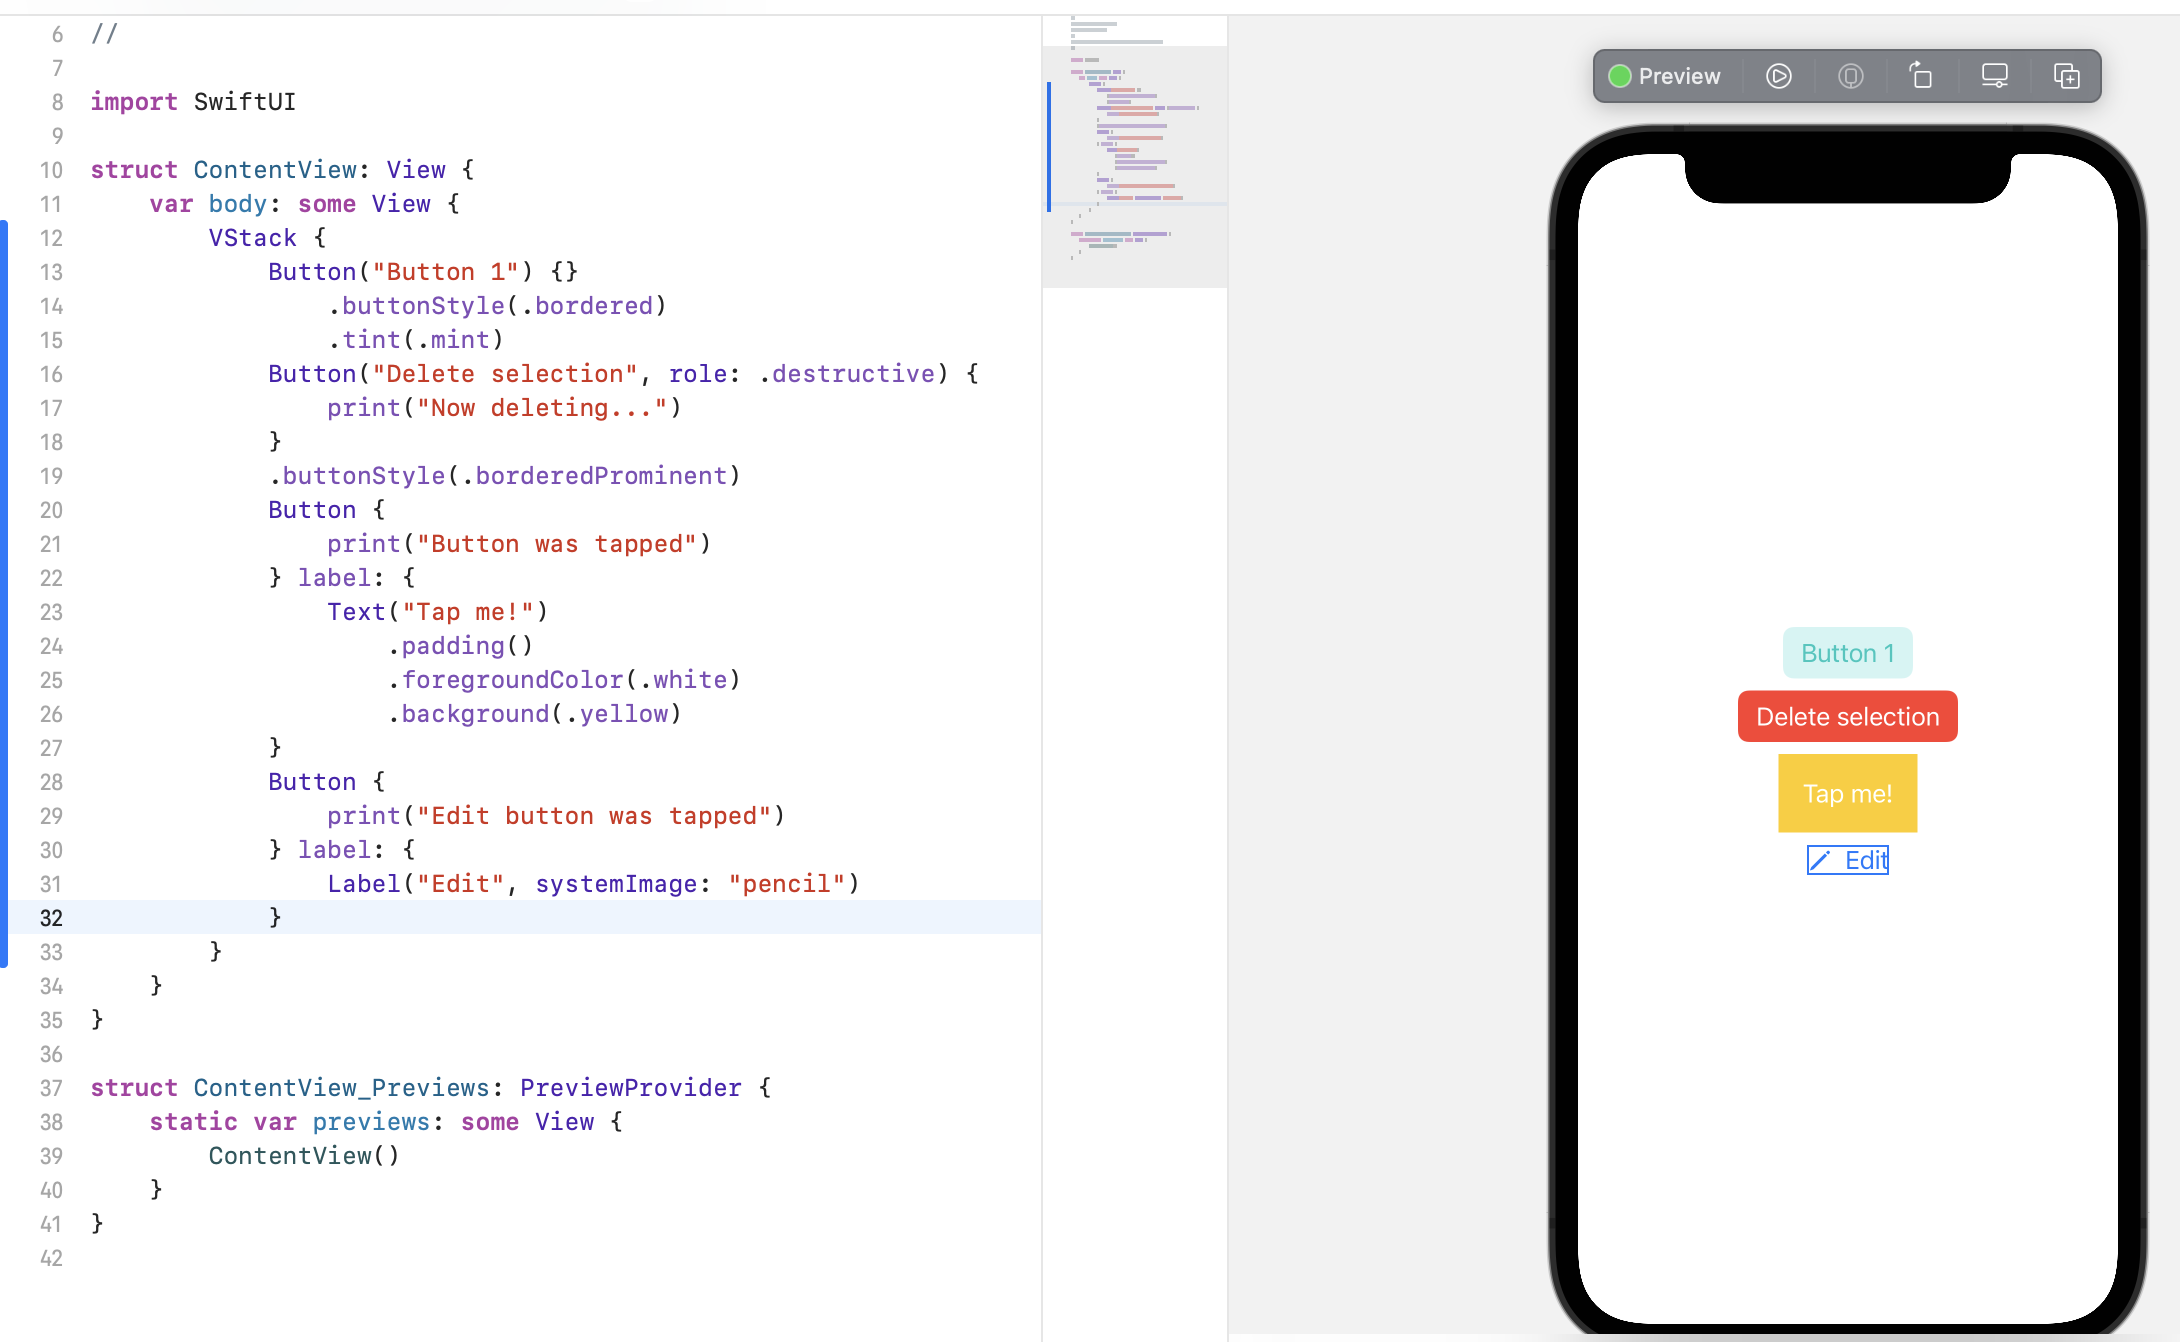 6 //
7
8 import SwiftUI
9
10 struct ContentView: View {
11     var body: some View {
12         VStack {
13             Button("Button 1") {}
14                 .buttonStyle(.bordered)
15                 .tint(.mint)
16             Button("Delete selection", role: .destructive) {
17                 print("Now deleting...")
18             }
19             .buttonStyle(.borderedProminent)
20             Button {
21                 print("Button was tapped")
22             } label: {
23                 Text("Tap me!")
24                     .padding()
25                     .foregroundColor(.white)
26                     .background(.yellow)
27             }
28             Button {
29                 print("Edit button was tapped")
30             } label: {
31                 Label("Edit", systemImage: "pencil")
32             }
33         }
34     }
35 }
36
37 struct ContentView_Previews: PreviewProvider {
38     static var previews: some View {
39         ContentView()
40     }
41 }
42
Preview
Button 1
Delete selection
Tap me!
Edit